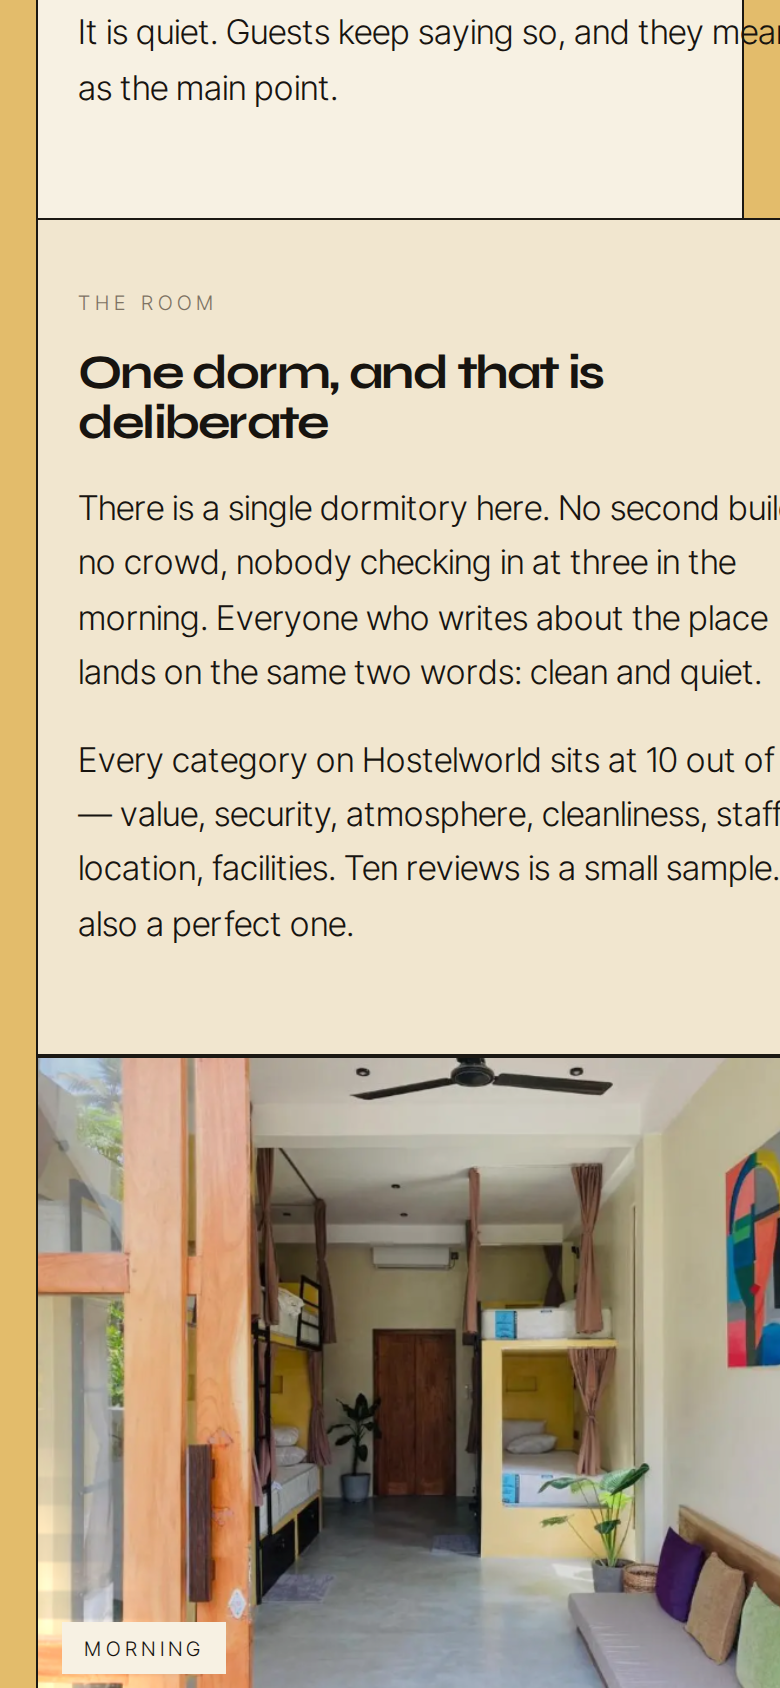 It is quiet. Guests keep saying so, and they
as the main point.
THE ROOM
One dorm, and that is
deliberate
There is a single dormitory here. No second
no crowd, nobody checking in at three in the
morning. Everyone who writes about the place
lands on the same two words: clean and quiet.
Every category on Hostelworld sits at 10 out of
— value, security, atmosphere, cleanliness, staff
location, facilities. Ten reviews is a small sample.
also a perfect one.
MORNING